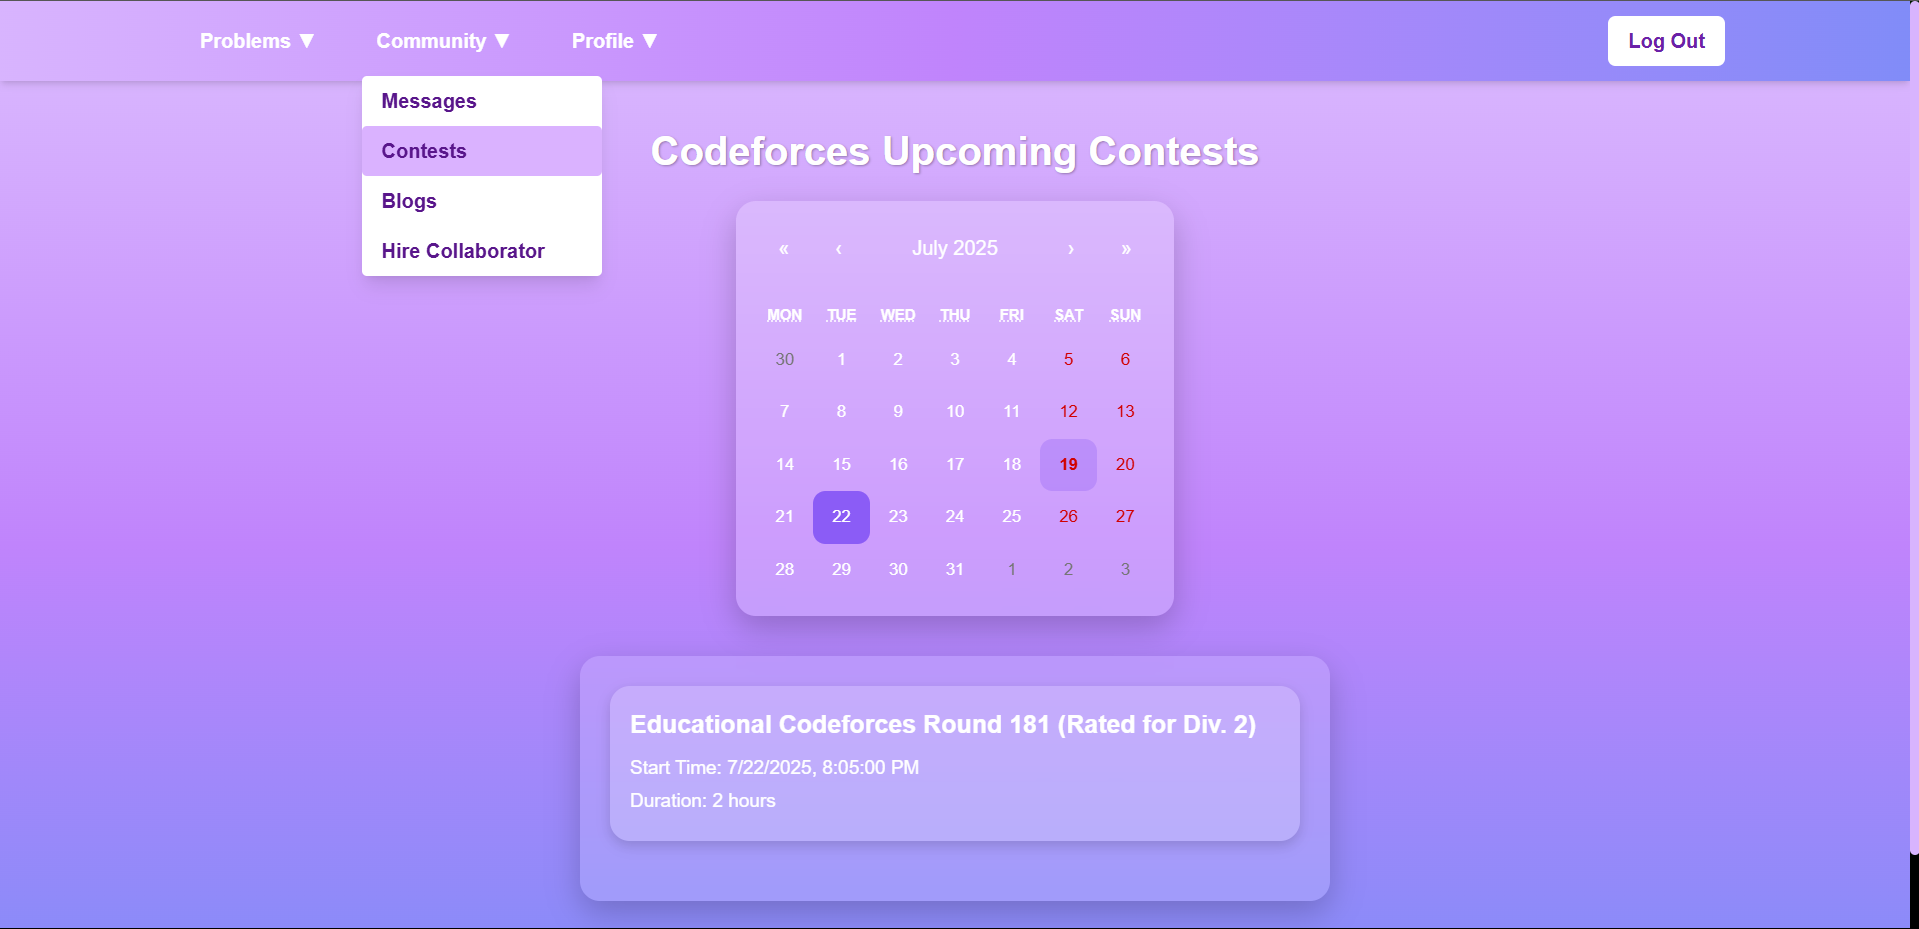 Problems ▼ Community ▼ Profile ▼ Log Out
Messages
Contests
Blogs
Hire Collaborator
Codeforces Upcoming Contests
« ‹ July 2025 › »
MON TUE WED THU FRI SAT SUN
30 1 2 3 4 5 6
7 8 9 10 11 12 13
14 15 16 17 18 19 20
21 22 23 24 25 26 27
28 29 30 31 1 2 3
Educational Codeforces Round 181 (Rated for Div. 2)
Start Time: 7/22/2025, 8:05:00 PM
Duration: 2 hours